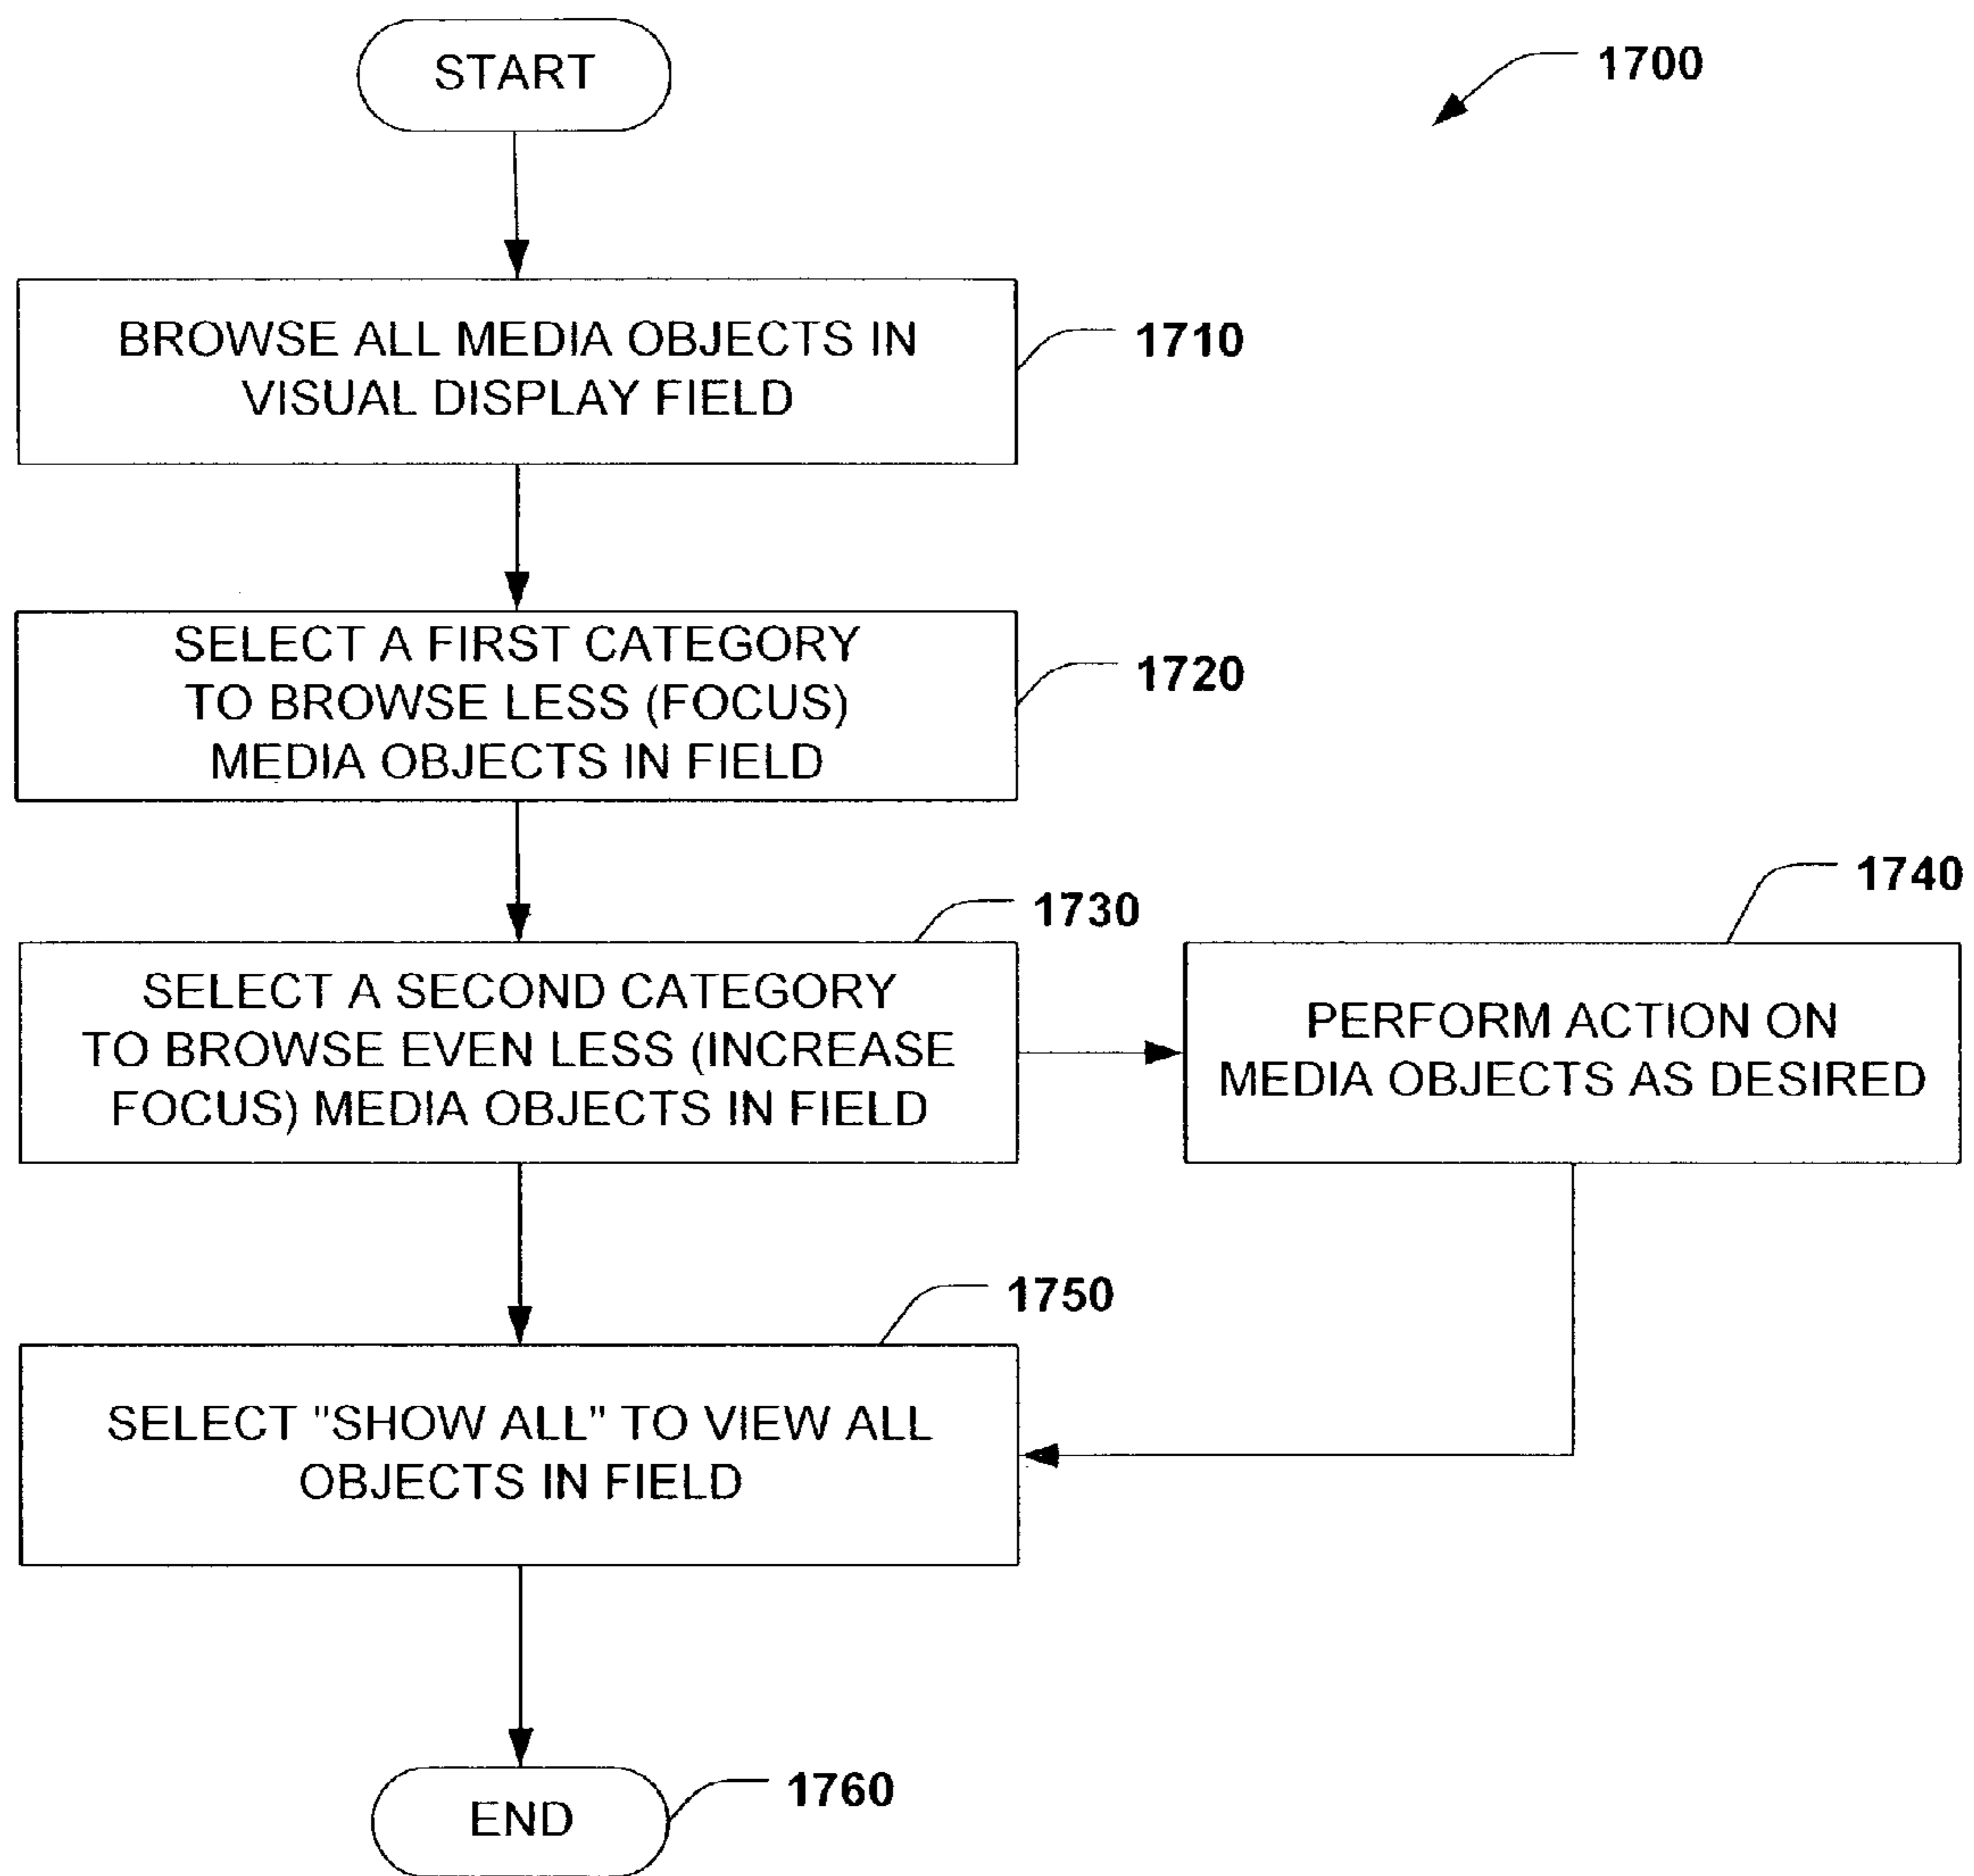 START
1700
BROWSE ALL MEDIA OBJECTS IN
VISUAL DISPLAY FIELD
1710
SELECT A FIRST CATEGORY
TO BROWSE LESS (FOCUS)
MEDIA OBJECTS IN FIELD
1720
SELECT A SECOND CATEGORY
TO BROWSE EVEN LESS (INCREASE
FOCUS) MEDIA OBJECTS IN FIELD
1730
PERFORM ACTION ON
MEDIA OBJECTS AS DESIRED
1740
SELECT "SHOW ALL" TO VIEW ALL
OBJECTS IN FIELD
1750
END
1760